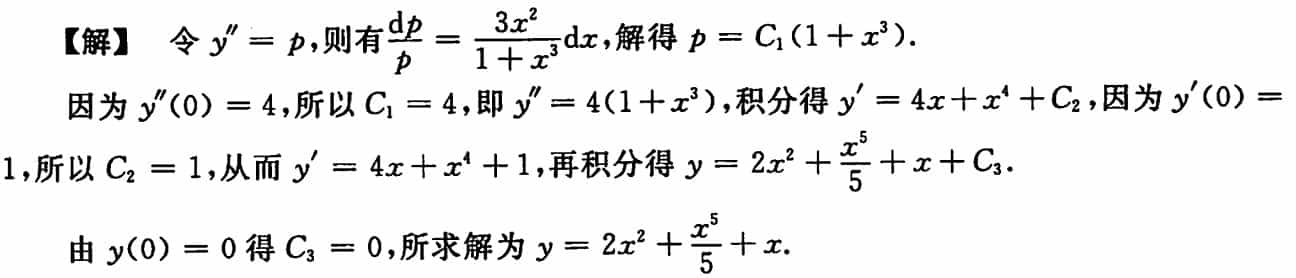 【解】 令 y″ = p,则有 dp/p = 3x²/(1+x³) dx,解得 p = C₁(1+x³).
因为 y″(0) = 4,所以 C₁ = 4,即 y″ = 4(1+x³),积分得 y′ = 4x+x⁴+C₂,因为 y′(0) =
1,所以 C₂ = 1,从而 y′ = 4x+x⁴+1,再积分得 y = 2x²+x⁵/5+x+C₃.
由 y(0) = 0 得 C₃ = 0,所求解为 y = 2x²+x⁵/5+x.